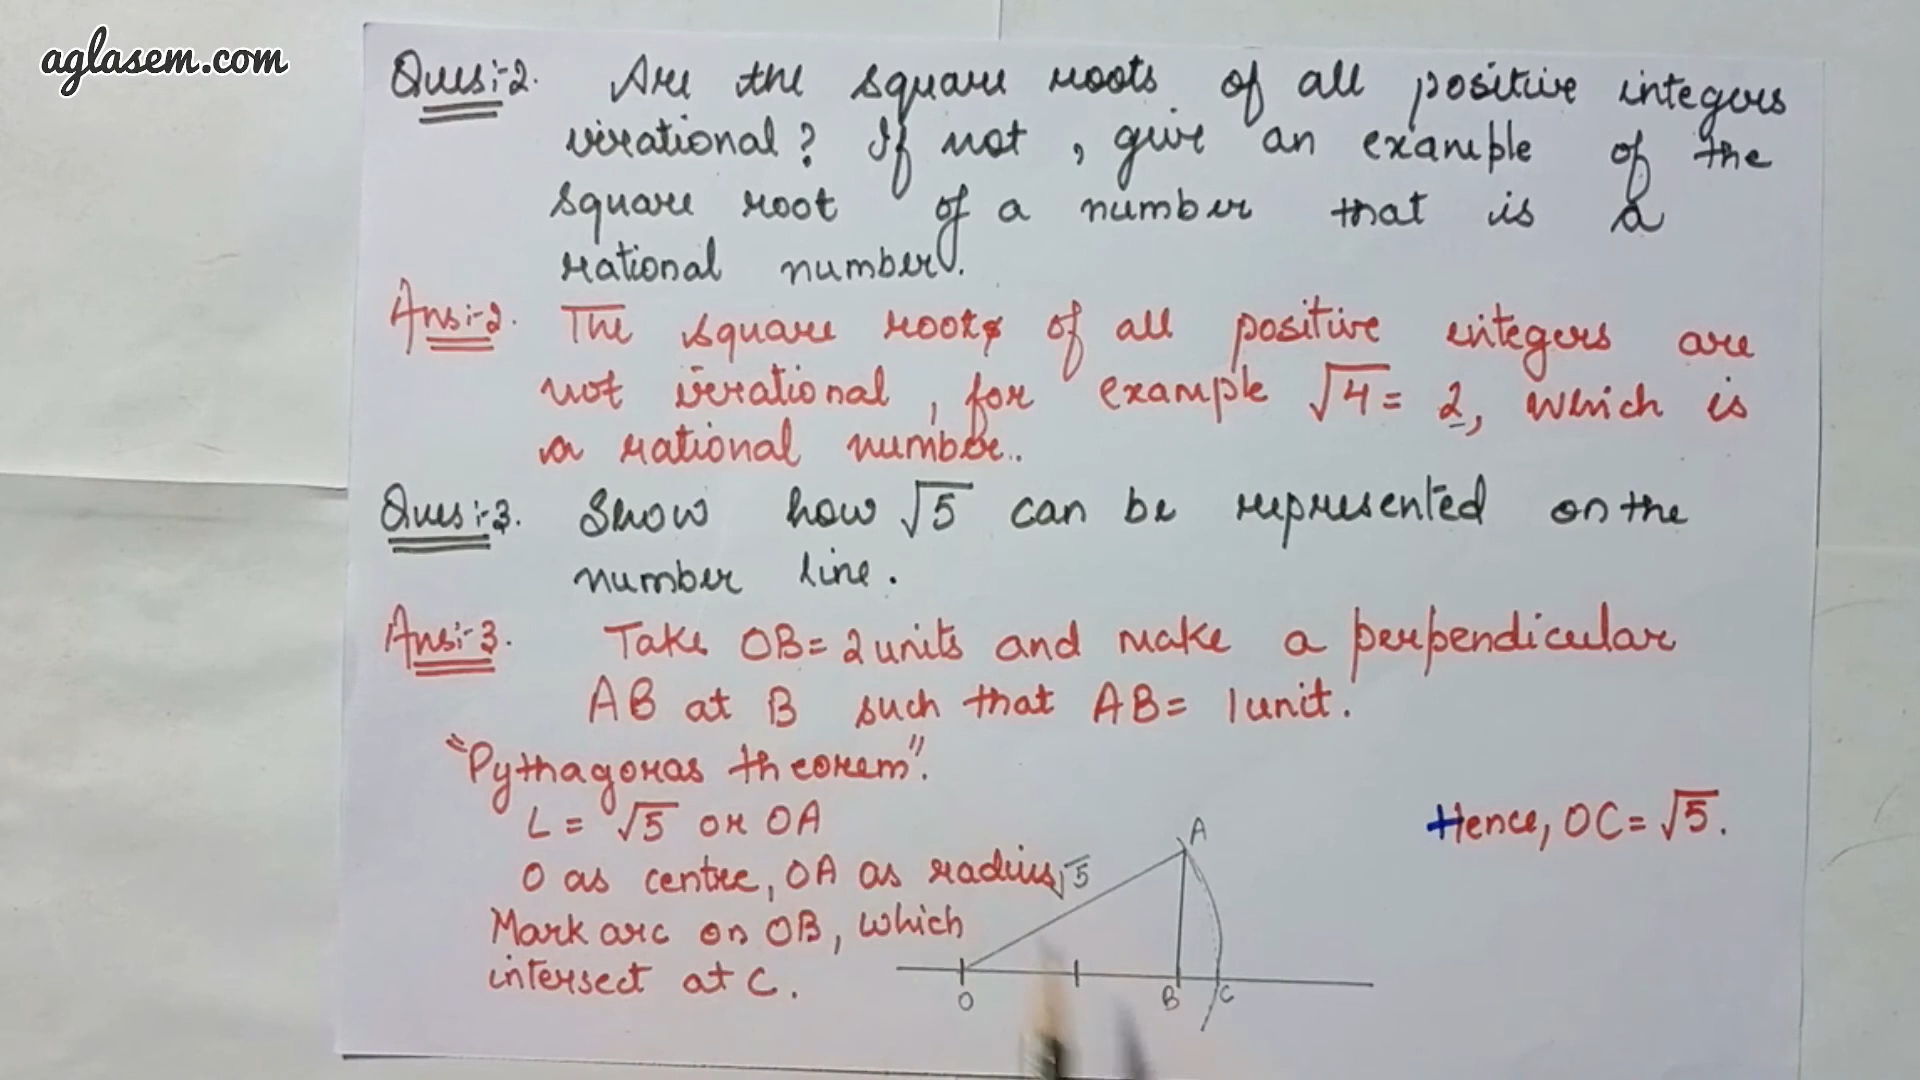 aglasem.com
Ques:-2. Are the square roots of all positive integers
irrational? If not, give an example of the
square root of a number that is a
rational number.
Ans:-2. The square roots of all positive integers are
not irrational, for example √4 = 2, which is
a rational number.
Ques:-3. Show how √5 can be represented on the
number line.
Ans:-3. Take OB = 2 units and make a perpendicular
AB at B such that AB = 1 unit.
"Pythagoras theorem".
L = √5 or OA
O as centre, OA as radius
Mark arc on OB, which
intersect at C.
A
√5
O B C
Hence, OC = √5.